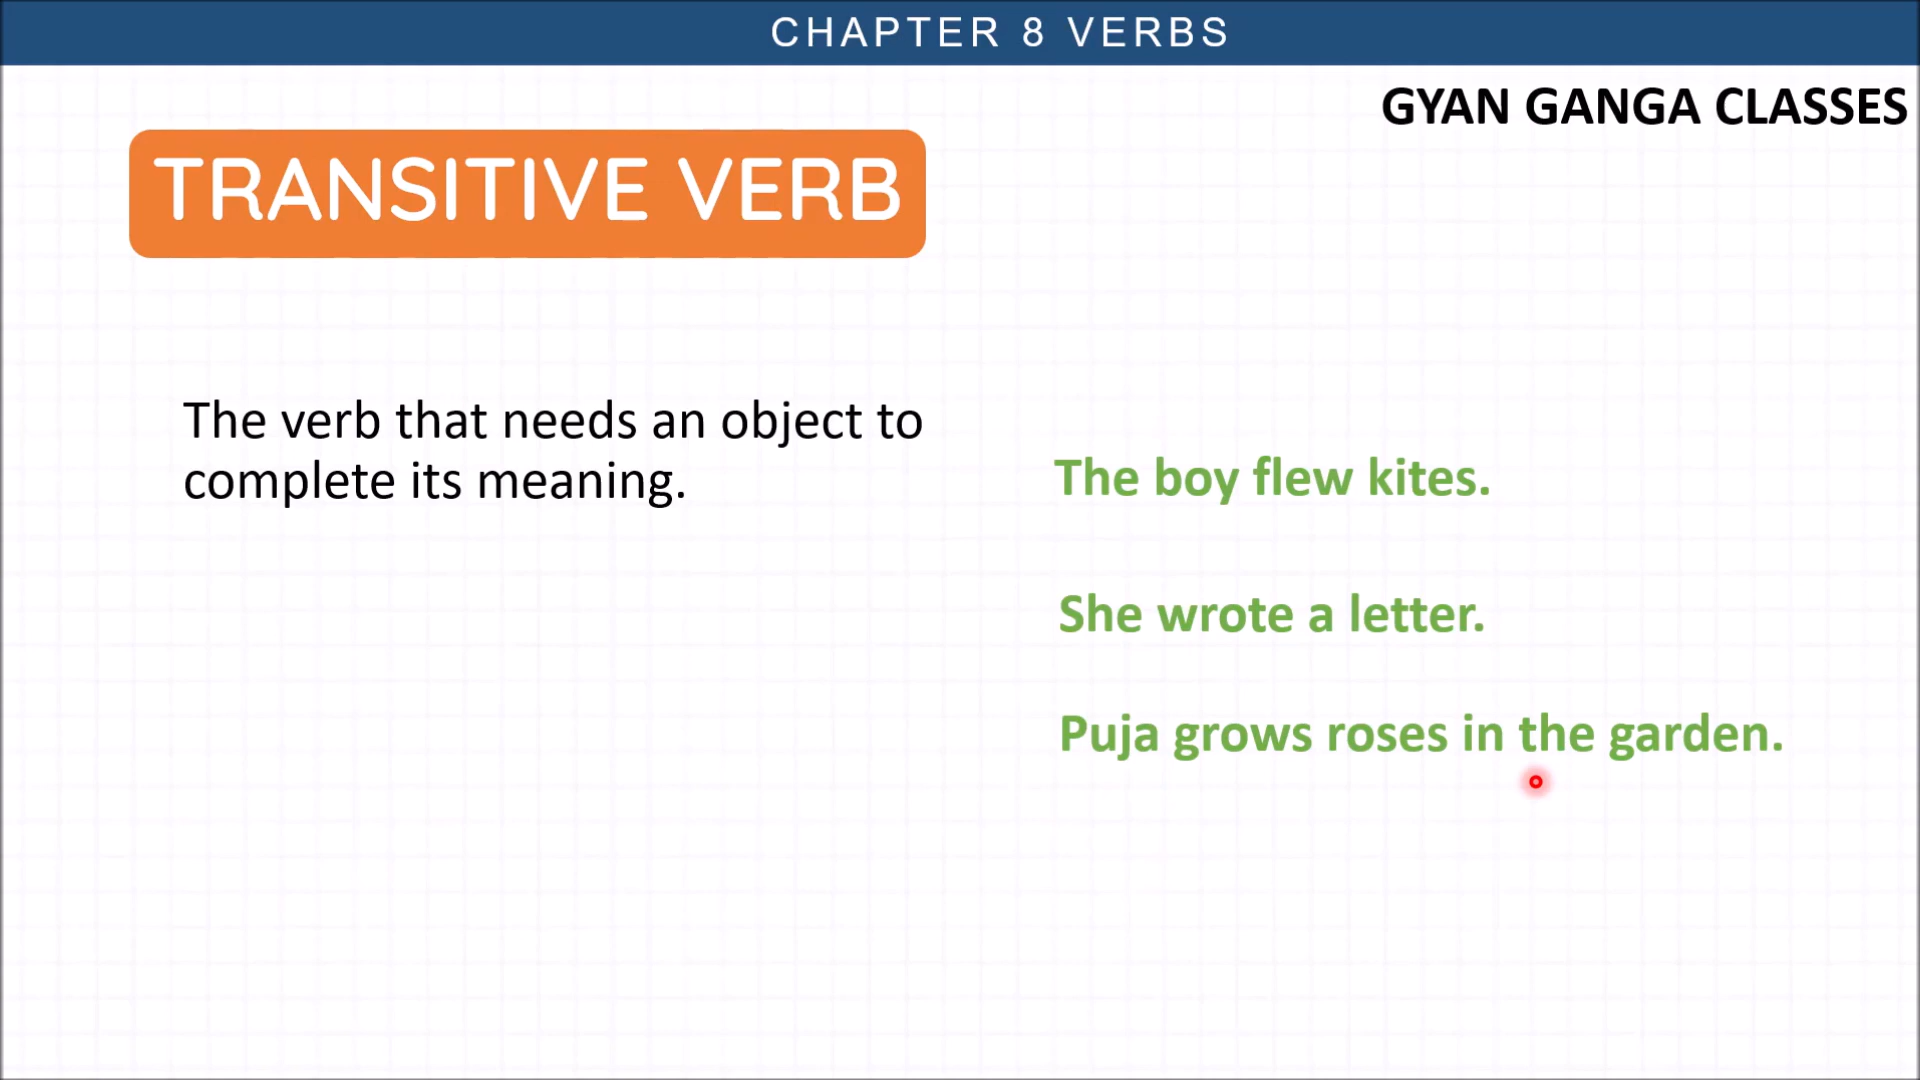 CHAPTER 8 VERBS
GYAN GANGA CLASSES
TRANSITIVE VERB
The verb that needs an object to
complete its meaning.
The boy flew kites.
She wrote a letter.
Puja grows roses in the garden.